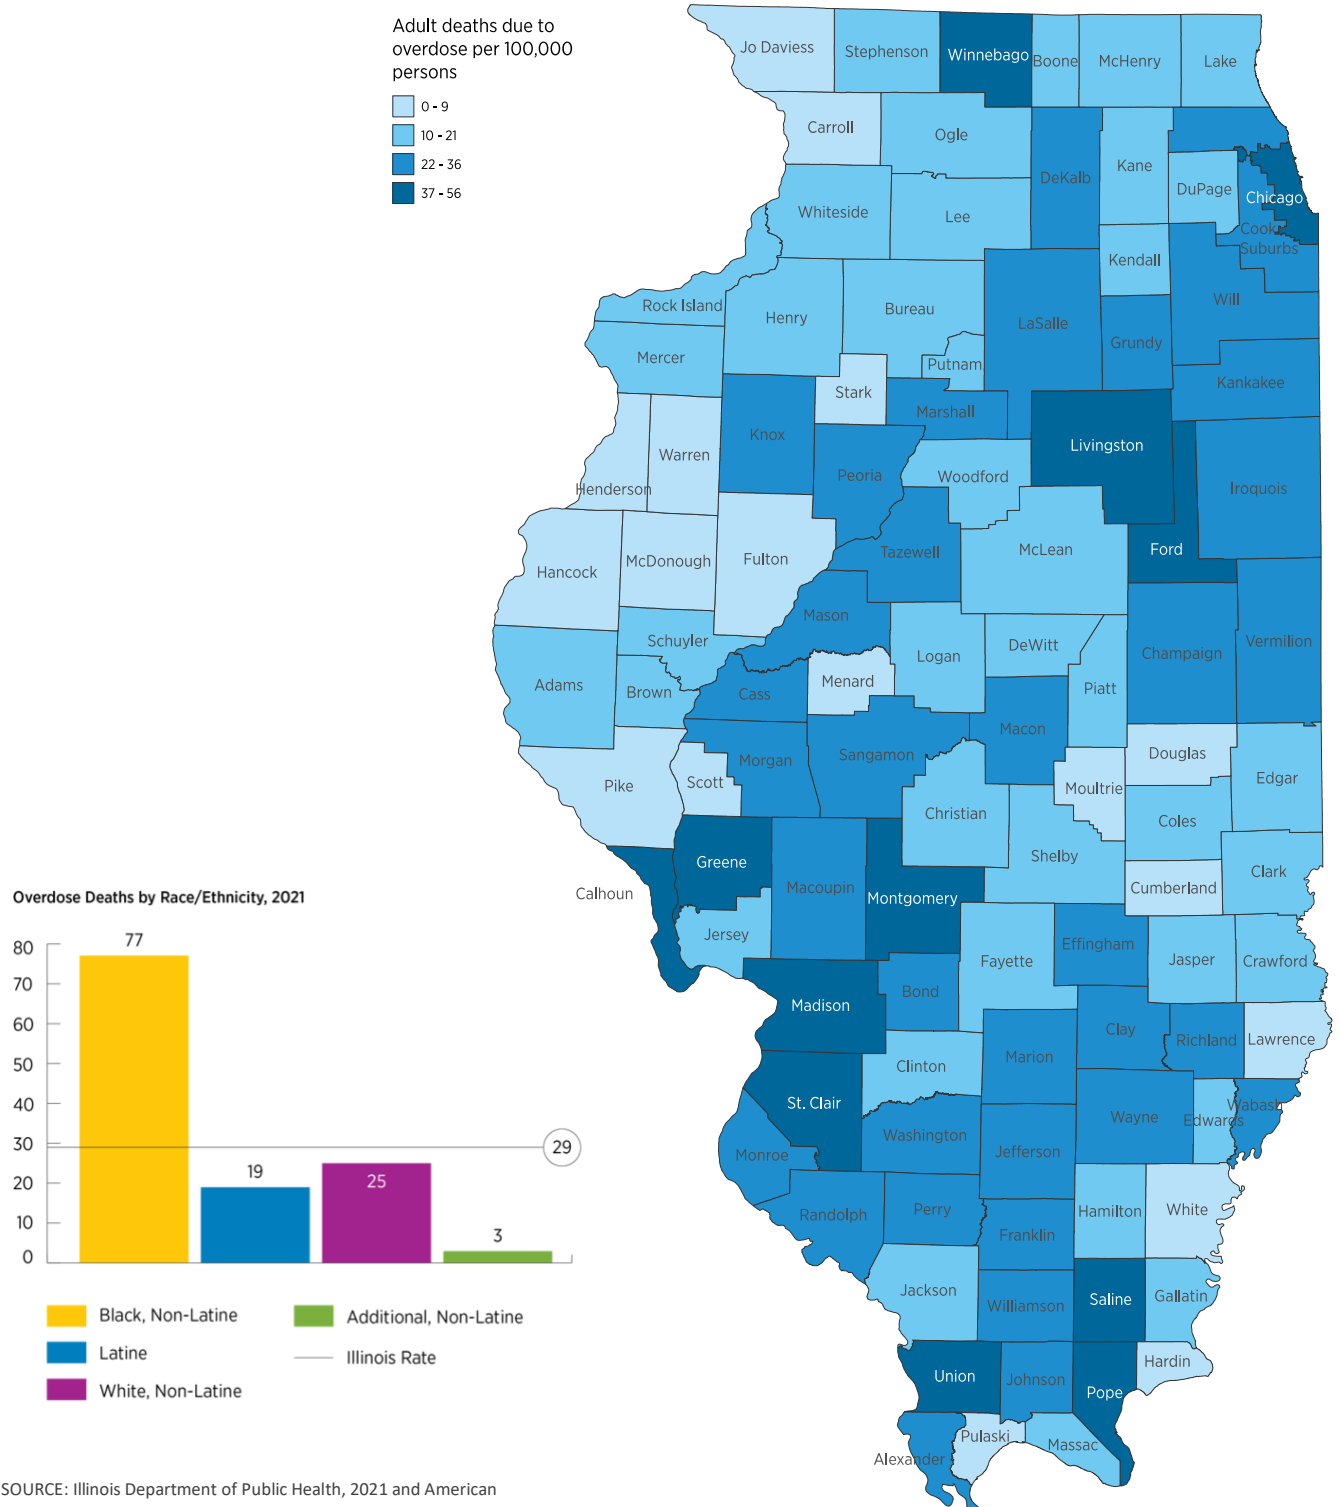 Adult deaths due to
overdose per 100,000
persons
0 - 9
10 - 21
22 - 36
37 - 56
Jo Daviess
Stephenson
Winnebago
Boone
McHenry
Lake
Carroll
Ogle
DeKalb
Kane
DuPage
Chicago
Cook
Suburbs
Whiteside
Lee
Kendall
Rock Island
Henry
Bureau
LaSalle
Will
Grundy
Mercer
Putnam
Kankakee
Stark
Marshall
Knox
Warren
Henderson
Peoria
Woodford
Livingston
Iroquois
Hancock
McDonough
Fulton
Tazewell
McLean
Ford
Mason
Schuyler
Logan
DeWitt
Champaign
Vermilion
Adams
Brown
Cass
Menard
Piatt
Macon
Pike
Scott
Morgan
Sangamon
Douglas
Moultrie
Edgar
Christian
Coles
Shelby
Greene
Macoupin
Montgomery
Cumberland
Clark
Calhoun
Jersey
Effingham
Fayette
Jasper
Crawford
Madison
Bond
Clay
Richland
Lawrence
Marion
Clinton
St. Clair
Wayne
Edwards
Wabash
Washington
Monroe
Jefferson
Randolph
Perry
Franklin
Hamilton
White
Jackson
Williamson
Saline
Gallatin
Union
Johnson
Pope
Hardin
Pulaski
Massac
Alexander
Overdose Deaths by Race/Ethnicity, 2021
80
70
60
50
40
30
20
10
0
77
19
25
3
29
Black, Non-Latine
Latine
White, Non-Latine
Additional, Non-Latine
Illinois Rate
SOURCE: Illinois Department of Public Health, 2021 and American